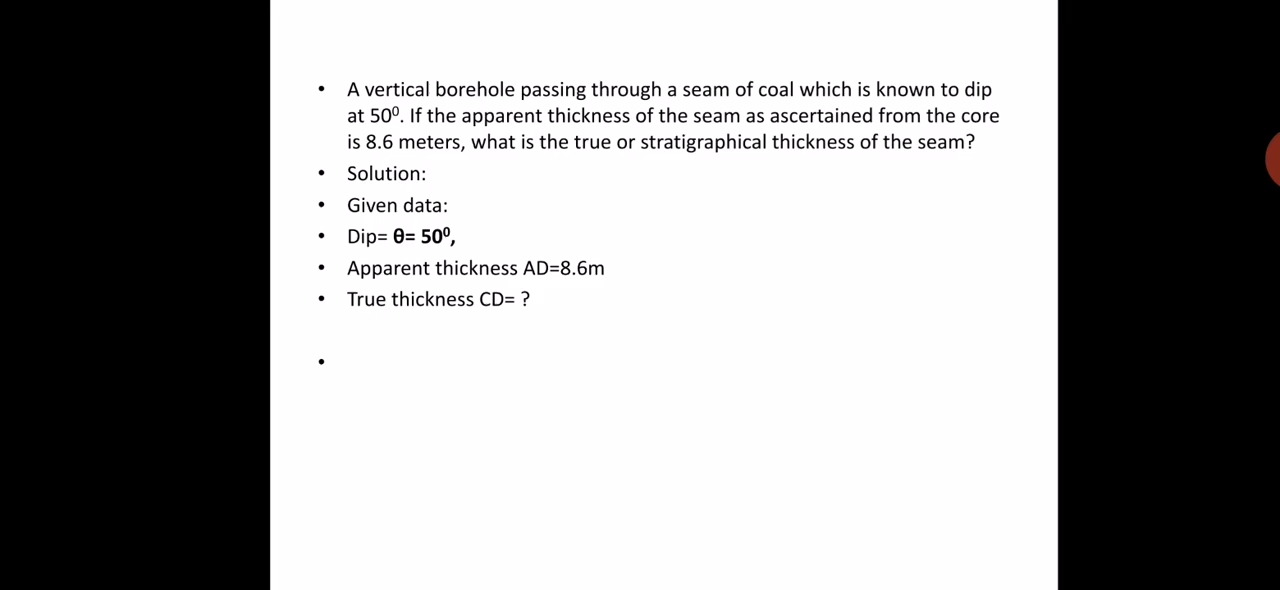 • A vertical borehole passing through a seam of coal which is known to dip
at 50⁰. If the apparent thickness of the seam as ascertained from the core
is 8.6 meters, what is the true or stratigraphical thickness of the seam?
• Solution:
• Given data:
• Dip= θ= 50⁰,
• Apparent thickness AD=8.6m
• True thickness CD= ?
•